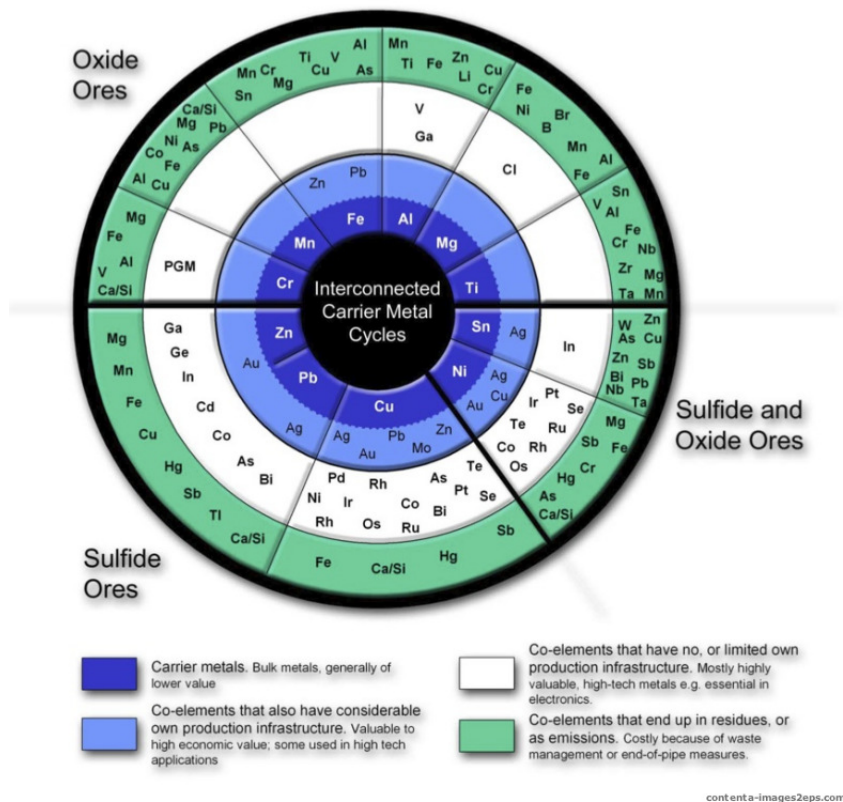 Oxide
Ores
Mn Cr Mg Sn Ti Cu V Al As
Mn Ti Fe Zn Li Cu Cr
Fe Ni B Br Mn Al Fe
Ca/Si Mg Pb Ni As Co Fe Al Cu
V
Ga
Cl
Sn V Al Fe Cr Nb Zr Mg Ta Mn
Zn Pb
Mg Fe Al V Ca/Si
PGM
Fe
Al
Mn
Mg
Cr
Ti
Interconnected
Carrier Metal
Cycles
Zn
Sn
Pb
Ni
Cu
Ag
In
W Zn As Cu Zn Sb Bi Pb Nb Ta
Au
Ag
Ag Cu Au
Ag Au Pb Mo Zn
Ga
Ge
In
Cd
Co
As
Bi
Ir Pt Se Te Ru Co Rh Os
Pd Rh As Te Ni Ir Co Pt Se Bi Rh Os Ru
Mg
Mn
Fe
Cu
Hg
Sb
Tl
Ca/Si
Mg Sb Fe Hg Cr As Ca/Si
Fe Ca/Si Hg Sb
Sulfide and
Oxide Ores
Sulfide
Ores
Carrier metals. Bulk metals, generally of
lower value
Co-elements that also have considerable
own production infrastructure. Valuable to
high economic value; some used in high tech
applications
Co-elements that have no, or limited own
production infrastructure. Mostly highly
valuable, high-tech metals e.g. essential in
electronics.
Co-elements that end up in residues, or
as emissions. Costly because of waste
management or end-of-pipe measures.
contenta-images2eps.com